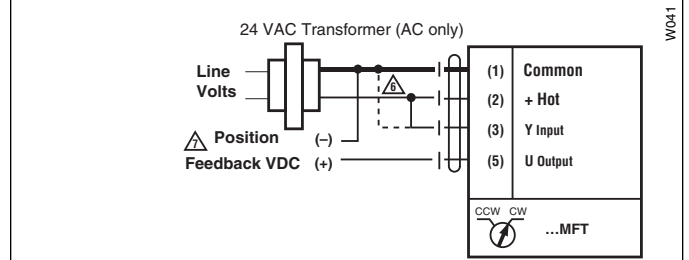 24 VAC Transformer (AC only)
W041
Line
Volts
(1) Common
6
(2) + Hot
(3) Y Input
7 Position (–)
Feedback VDC (+)
(5) U Output
CCW CW
...MFT